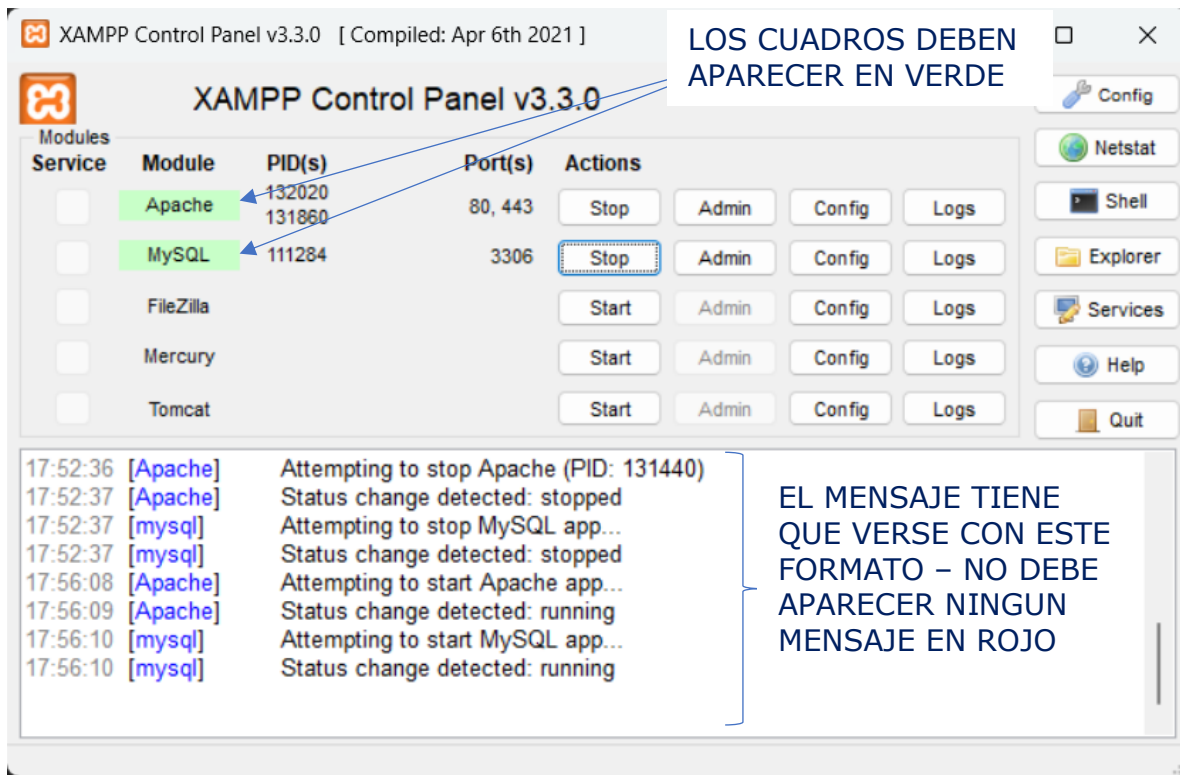 XAMPP Control Panel v3.3.0 [ Compiled: Apr 6th 2021 ]
LOS CUADROS DEBEN
APARECER EN VERDE
XAMPP Control Panel v3.3.0
Config
Modules
Service Module PID(s) Port(s) Actions
Netstat
Apache 132020 131860 80, 443 Stop Admin Config Logs
Shell
MySQL 111284 3306 Stop Admin Config Logs
Explorer
FileZilla Start Admin Config Logs
Services
Mercury Start Admin Config Logs
Help
Tomcat Start Admin Config Logs
Quit
17:52:36 [Apache] Attempting to stop Apache (PID: 131440)
17:52:37 [Apache] Status change detected: stopped
17:52:37 [mysql] Attempting to stop MySQL app...
17:52:37 [mysql] Status change detected: stopped
17:56:08 [Apache] Attempting to start Apache app...
17:56:09 [Apache] Status change detected: running
17:56:10 [mysql] Attempting to start MySQL app...
17:56:10 [mysql] Status change detected: running
EL MENSAJE TIENE
QUE VERSE CON ESTE
FORMATO – NO DEBE
APARECER NINGUN
MENSAJE EN ROJO